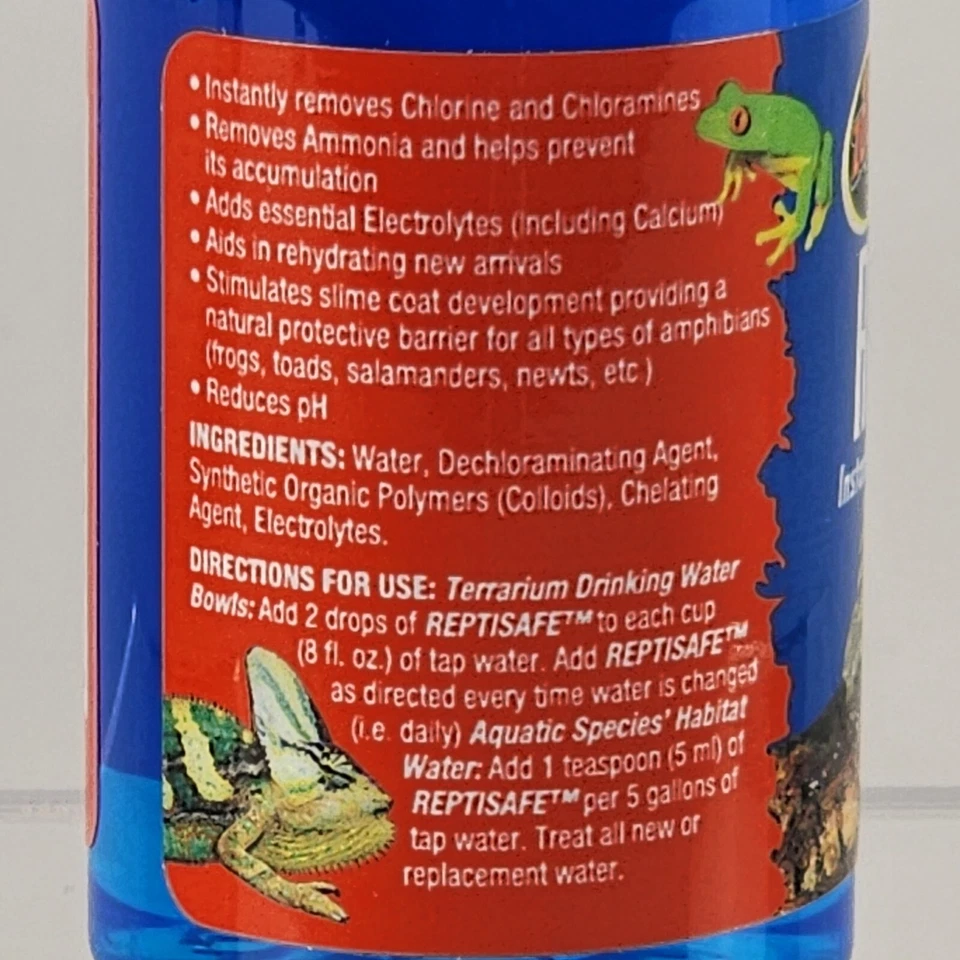 • Instantly removes Chlorine and Chloramines
• Removes Ammonia and helps prevent
its accumulation
• Adds essential Electrolytes (including Calcium)
• Aids in rehydrating new arrivals
• Stimulates slime coat development providing a
natural protective barrier for all types of amphibians
(frogs, toads, salamanders, newts, etc.)
• Reduces pH
INGREDIENTS: Water, Dechloraminating Agent,
Synthetic Organic Polymers (Colloids), Chelating
Agent, Electrolytes.
DIRECTIONS FOR USE: Terrarium Drinking Water
Bowls: Add 2 drops of REPTISAFE™ to each cup
(8 fl. oz.) of tap water. Add REPTISAFE™
as directed every time water is changed
(i.e. daily) Aquatic Species' Habitat
Water: Add 1 teaspoon (5 ml) of
REPTISAFE™ per 5 gallons of
tap water. Treat all new or
replacement water.